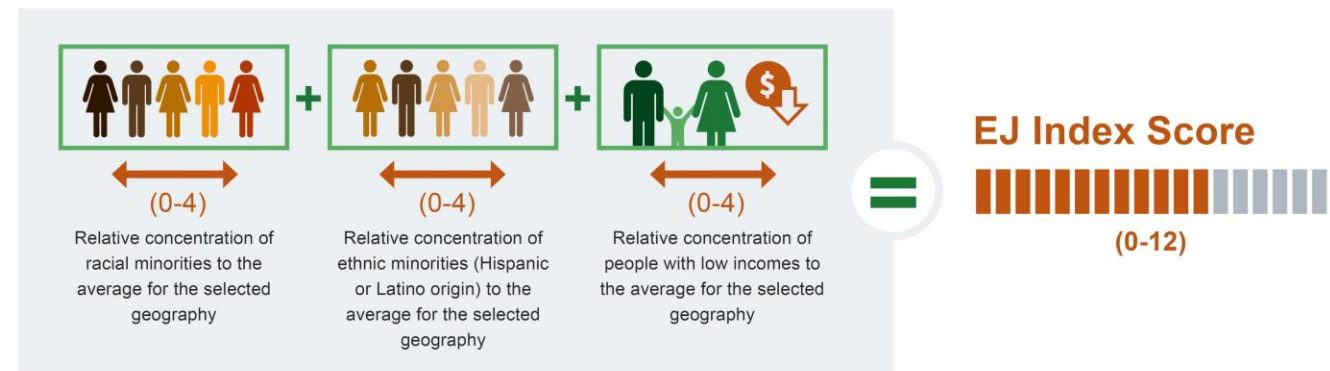 $
+
+
=
(0-4)
Relative concentration of
racial minorities to the
average for the selected
geography
(0-4)
Relative concentration of
ethnic minorities (Hispanic
or Latino origin) to the
average for the selected
geography
(0-4)
Relative concentration of
people with low incomes to
the average for the selected
geography
EJ Index Score
(0-12)